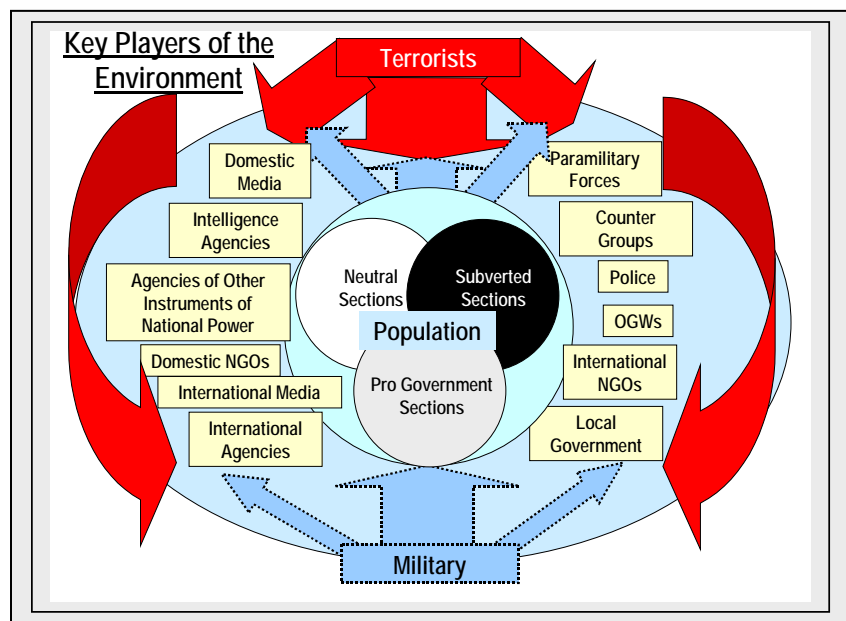 Key Players of the
Environment
Terrorists
Domestic
Media
Intelligence
Agencies
Agencies of Other
Instruments of
National Power
Domestic NGOs
International Media
International
Agencies
Neutral
Sections
Subverted
Sections
Population
Pro Government
Sections
Paramilitary
Forces
Counter
Groups
Police
OGWs
International
NGOs
Local
Government
Military